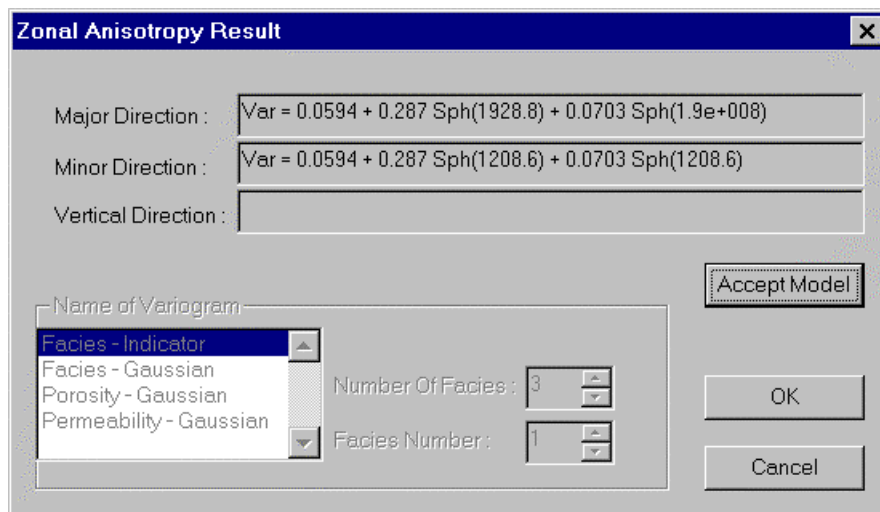 Zonal Anisotropy Result
Major Direction : Var = 0.0594 + 0.287 Sph(1928.8) + 0.0703 Sph(1.9e+008)
Minor Direction : Var = 0.0594 + 0.287 Sph(1208.6) + 0.0703 Sph(1208.6)
Vertical Direction :
Accept Model
Name of Variogram
Facies - Indicator
Facies - Gaussian
Porosity - Gaussian
Permeability - Gaussian
Number Of Facies : 3
Facies Number : 1
OK
Cancel